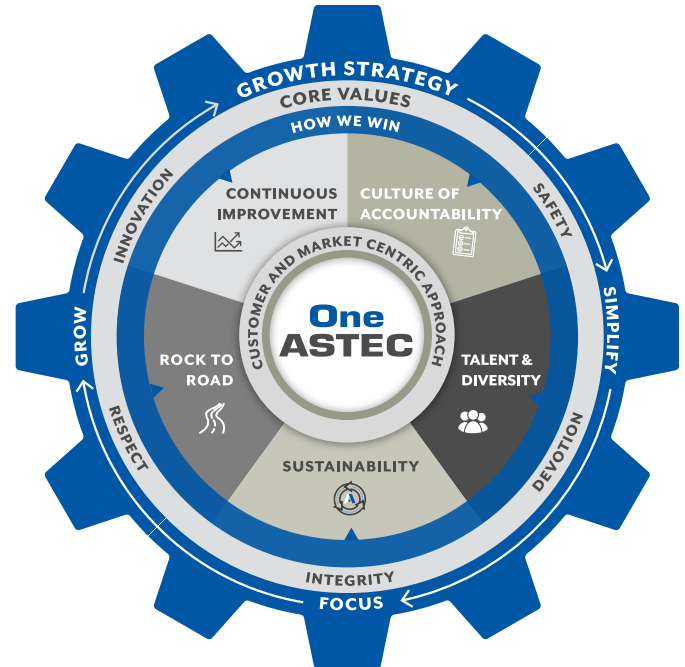 GROWTH STRATEGY
CORE VALUES
HOW WE WIN
CONTINUOUS
IMPROVEMENT
CULTURE OF
ACCOUNTABILITY
CUSTOMER AND MARKET CENTRIC APPROACH
One
ASTEC
ROCK TO
ROAD
TALENT &
DIVERSITY
SUSTAINABILITY
A
INNOVATION
SAFETY
DEVOTION
INTEGRITY
RESPECT
GROW
SIMPLIFY
FOCUS